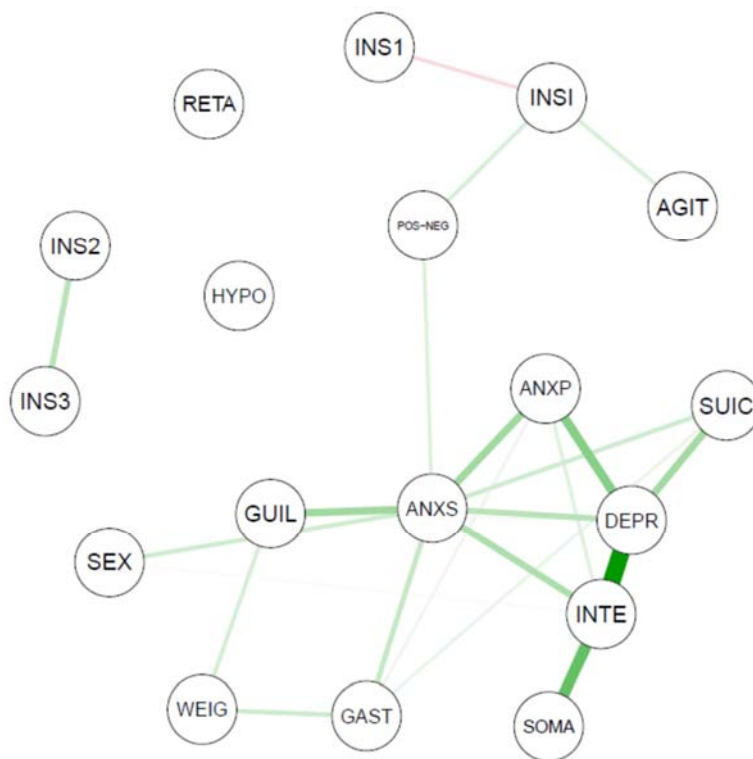 INS1
INSI
RETA
AGIT
POS-NEG
INS2
HYPO
INS3
ANXP
SUIC
GUIL
ANXS
DEPR
SEX
INTE
WEIG
GAST
SOMA